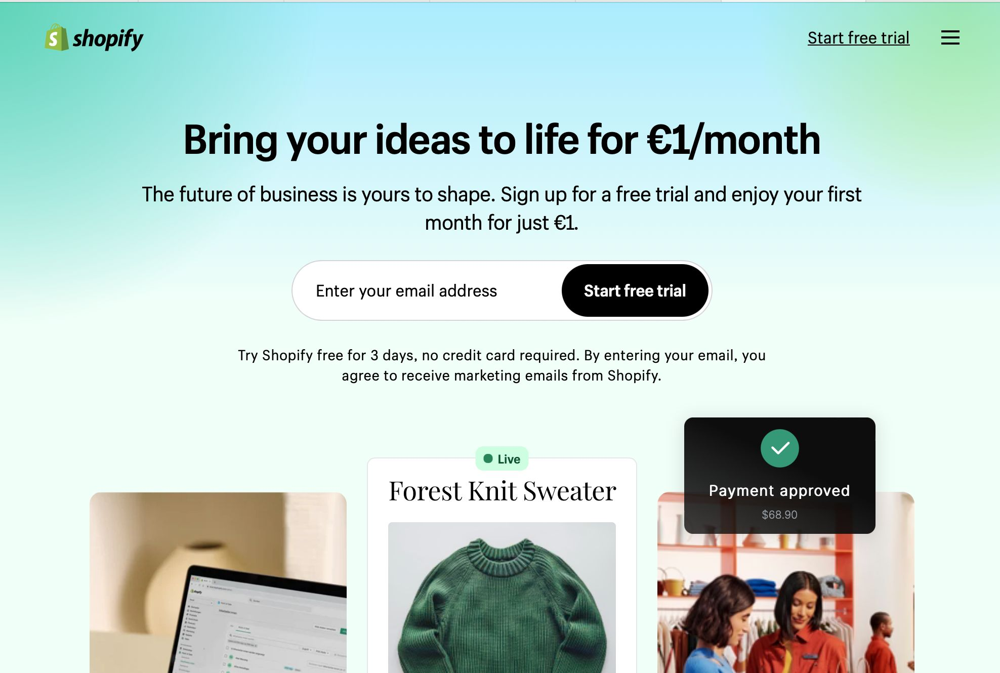 shopify
Start free trial
Bring your ideas to life for €1/month
The future of business is yours to shape. Sign up for a free trial and enjoy your first
month for just €1.
Enter your email address
Start free trial
Try Shopify free for 3 days, no credit card required. By entering your email, you
agree to receive marketing emails from Shopify.
Live
Forest Knit Sweater
Payment approved
$68.90
shopify